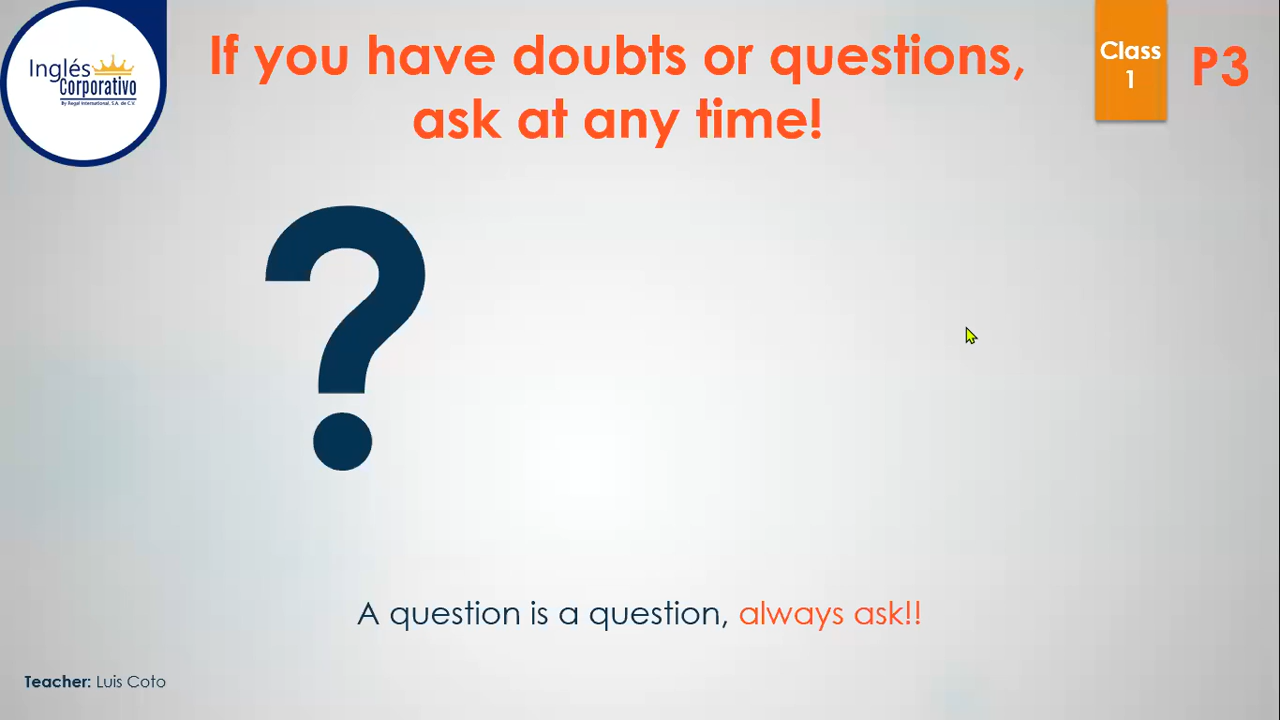 Inglés
Corporativo
By Regal International, S.A. de C.V.
If you have doubts or questions,
ask at any time!
Class
1
P3
?
A question is a question, always ask!!
Teacher: Luis Coto